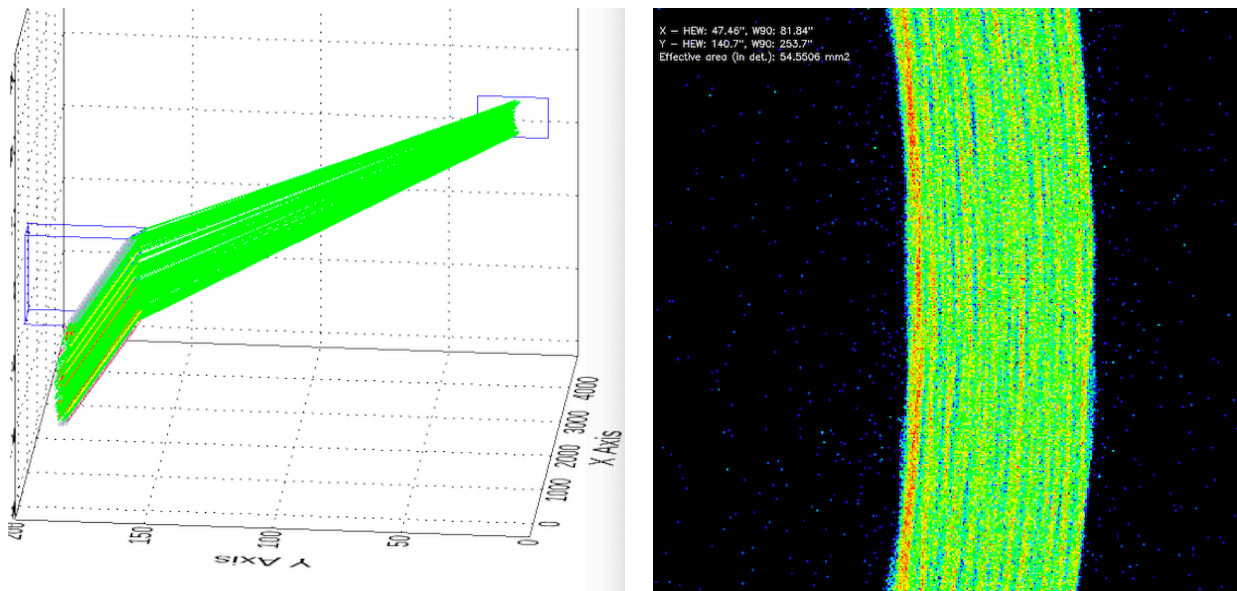 X – HEW: 47.46", W90: 81.84"
Y – HEW: 140.7", W90: 253.7"
Effective area (in det.): 54.5506 mm2
4000
3000
2000
1000
0
X Axis
200
150
100
50
0
Y Axis